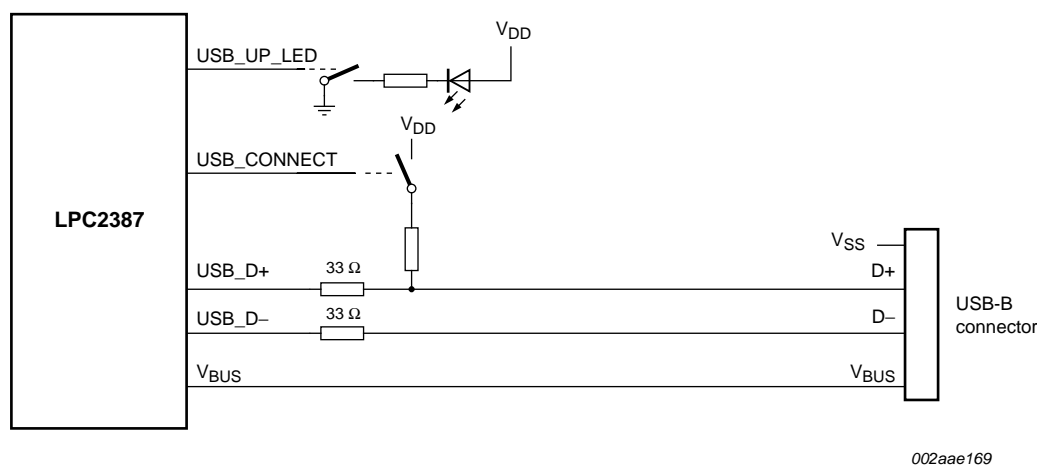 LPC2387
USB_UP_LED
VDD
USB_CONNECT
VDD
VSS
USB_D+
33 Ω
D+
USB_D−
33 Ω
D−
USB-B
connector
VBUS
VBUS
002aae169